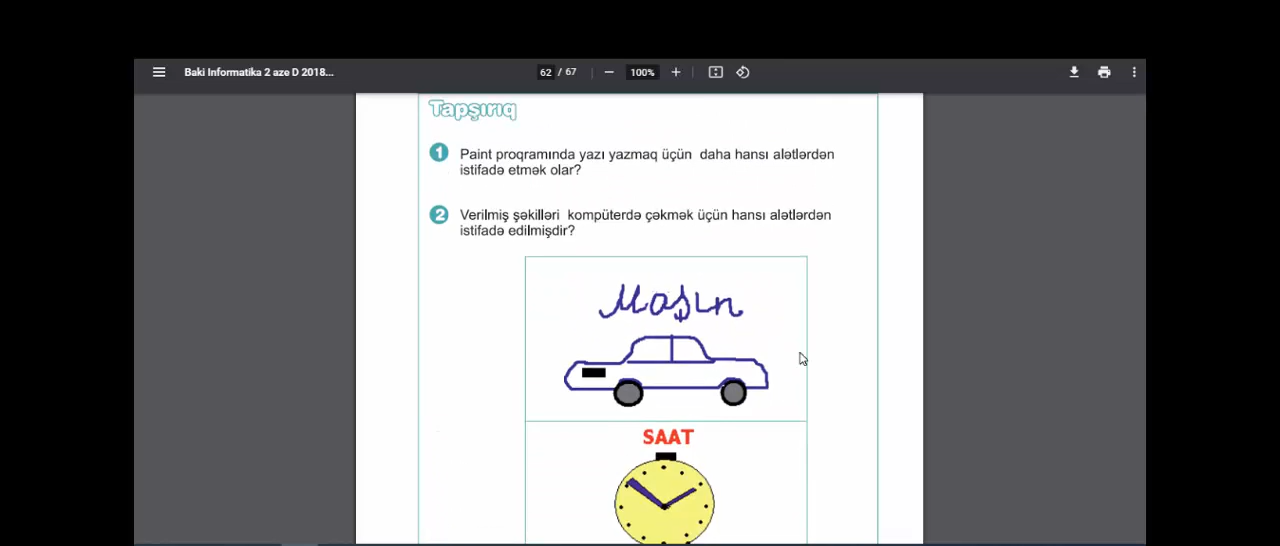 Baki Informatika 2 aze D 2018...
62 / 67
100%
Tapşırıq
1 Paint proqramında yazı yazmaq üçün daha hansı alətlərdən
istifadə etmək olar?
2 Verilmiş şəkilləri kompüterdə çəkmək üçün hansı alətlərdən
istifadə edilmişdir?
Maşın
SAAT